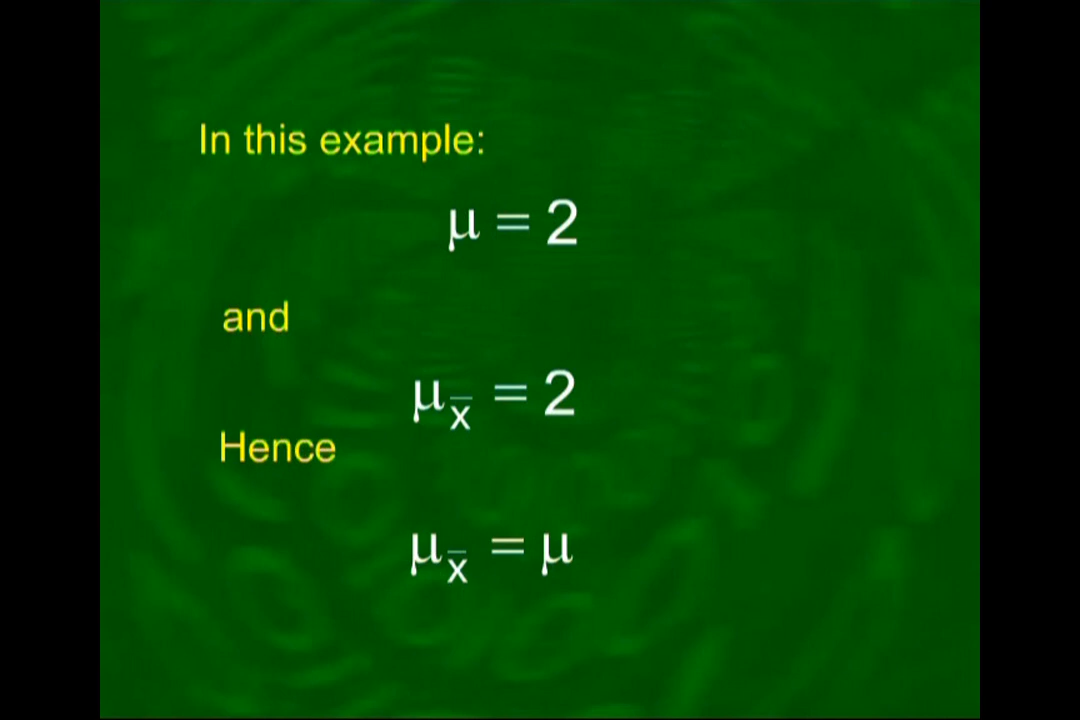 In this example:
μ = 2
and
μx̄ = 2
Hence
μx̄ = μ